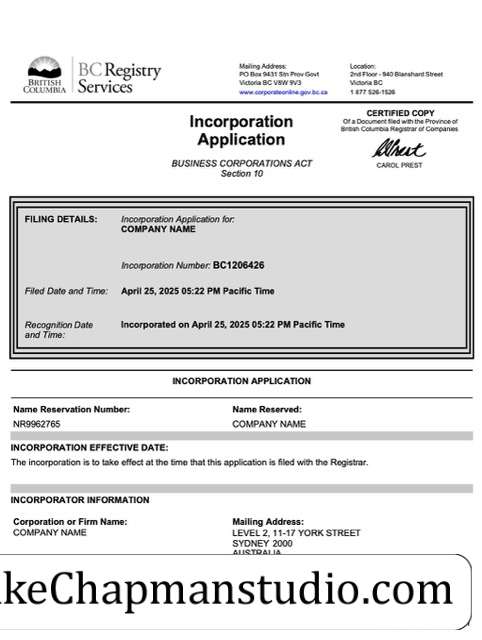 BRITISH COLUMBIA
BC Registry Services
Mailing Address:
PO Box 9431 Stn Prov Govt
Victoria BC V8W 9V3
www.corporateonline.gov.bc.ca
Location:
2nd Floor - 940 Blanshard Street
Victoria BC
1 877 526-1526
Incorporation
Application
BUSINESS CORPORATIONS ACT
Section 10
CERTIFIED COPY
Of a Document filed with the Province of
British Columbia Registrar of Companies
CAROL PREST
FILING DETAILS: Incorporation Application for:
COMPANY NAME
Incorporation Number: BC1206426
Filed Date and Time: April 25, 2025 05:22 PM Pacific Time
Recognition Date Incorporated on April 25, 2025 05:22 PM Pacific Time
and Time:
INCORPORATION APPLICATION
Name Reservation Number: Name Reserved:
NR9962765 COMPANY NAME
INCORPORATION EFFECTIVE DATE:
The incorporation is to take effect at the time that this application is filed with the Registrar.
INCORPORATOR INFORMATION
Corporation or Firm Name: Mailing Address:
COMPANY NAME LEVEL 2, 11-17 YORK STREET
SYDNEY 2000
AUSTRALIA
keChapmanstudio.com